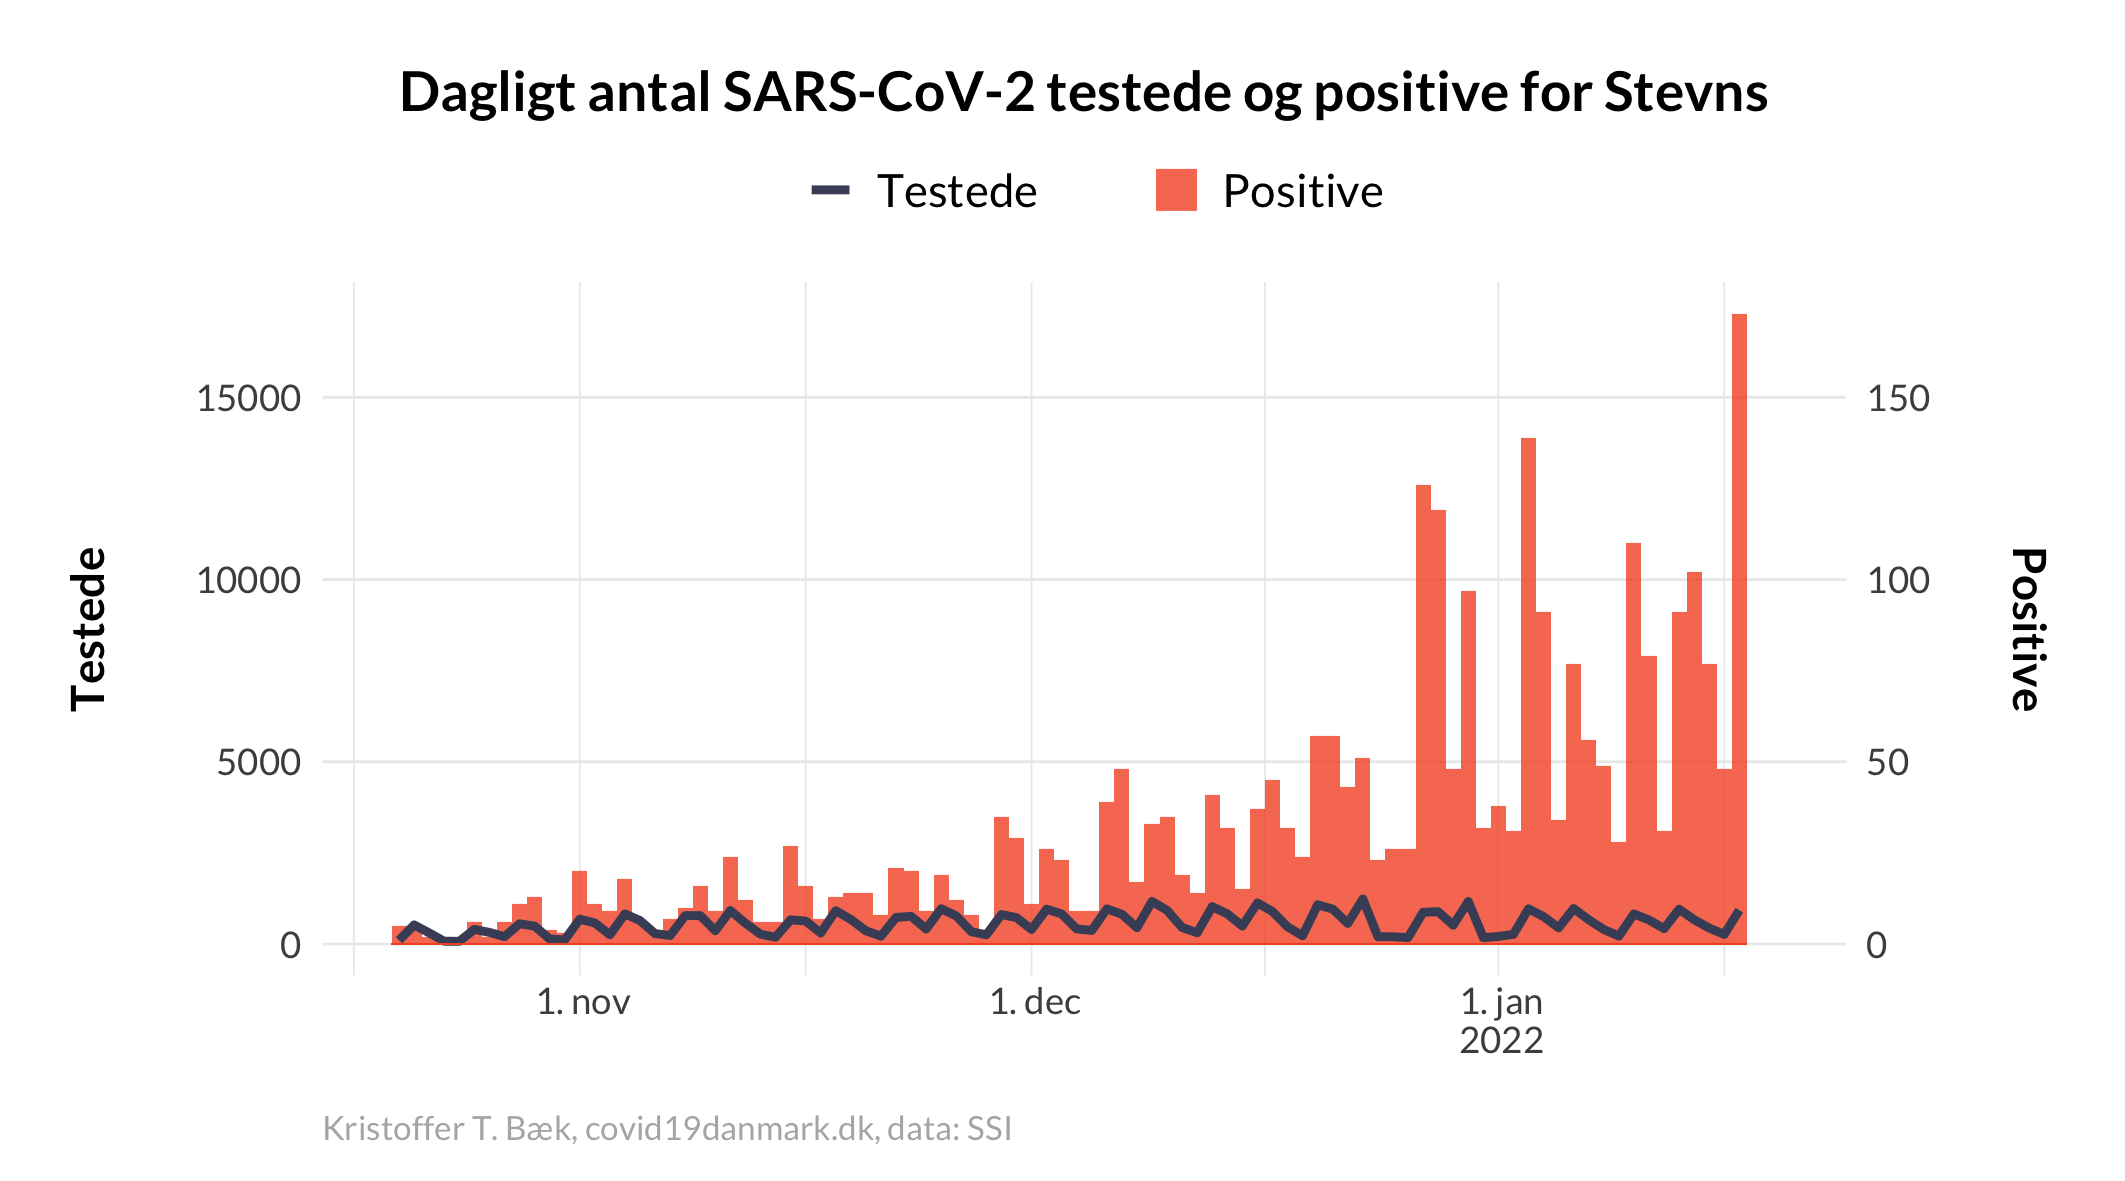 Dagligt antal SARS-CoV-2 testede og positive for Stevns
Testede
Positive
15000
10000
5000
0
150
100
50
0
Testede
Positive
1. nov
1. dec
1. jan
2022
Kristoffer T. Bæk, covid19danmark.dk, data: SSI